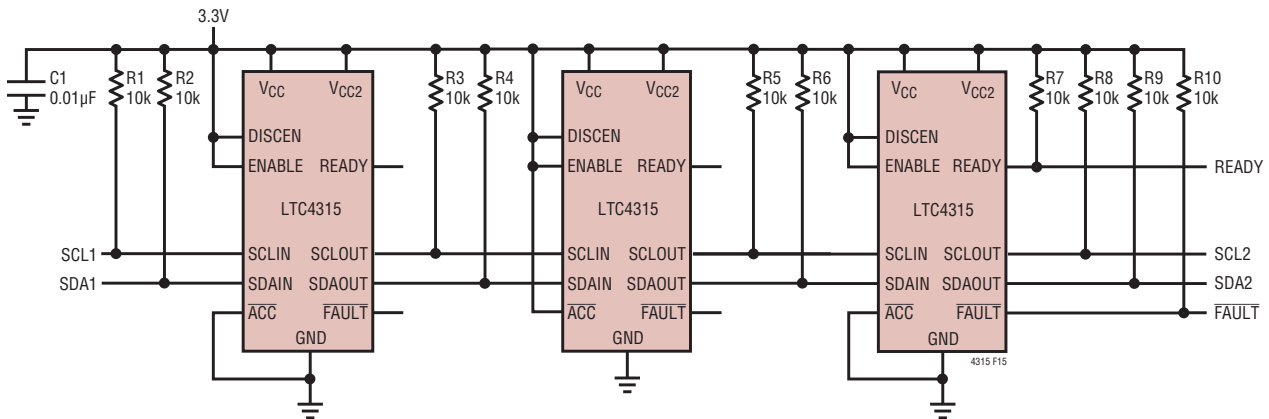 3.3V
C1
0.01µF
R1
10k
R2
10k
VCC
VCC2
DISCEN
ENABLE
READY
LTC4315
SCLIN
SCLOUT
SDAIN
SDAOUT
ACC
FAULT
GND
SCL1
SDA1
R3
10k
R4
10k
VCC
VCC2
DISCEN
ENABLE
READY
LTC4315
SCLIN
SCLOUT
SDAIN
SDAOUT
ACC
FAULT
GND
R5
10k
R6
10k
VCC
VCC2
DISCEN
ENABLE
READY
LTC4315
SCLIN
SCLOUT
SDAIN
SDAOUT
ACC
FAULT
GND
4315 F15
R7
10k
R8
10k
R9
10k
R10
10k
READY
SCL2
SDA2
FAULT